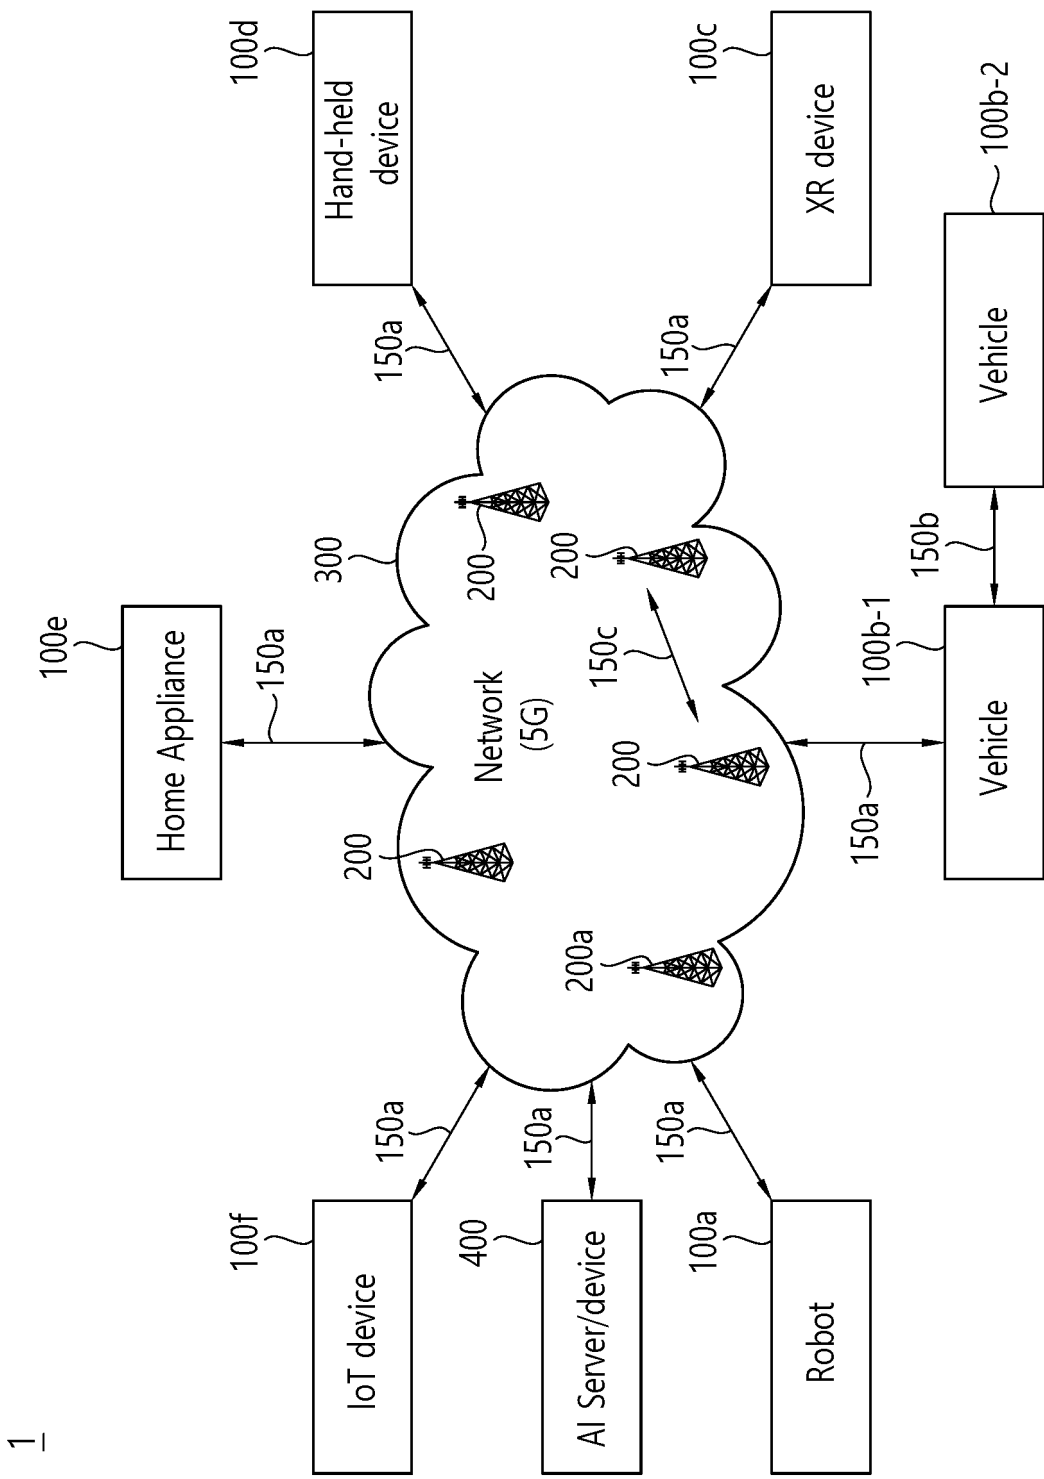 1
Home Appliance
100e
150a
IoT device
100f
150a
300
150a
Hand-held
device
100d
200
200
Network
(5G)
AI Server/device
400
150a
200a
200
150c
200
Robot
100a
150a
150a
XR device
100c
150a
Vehicle
100b-1
150b
Vehicle
100b-2